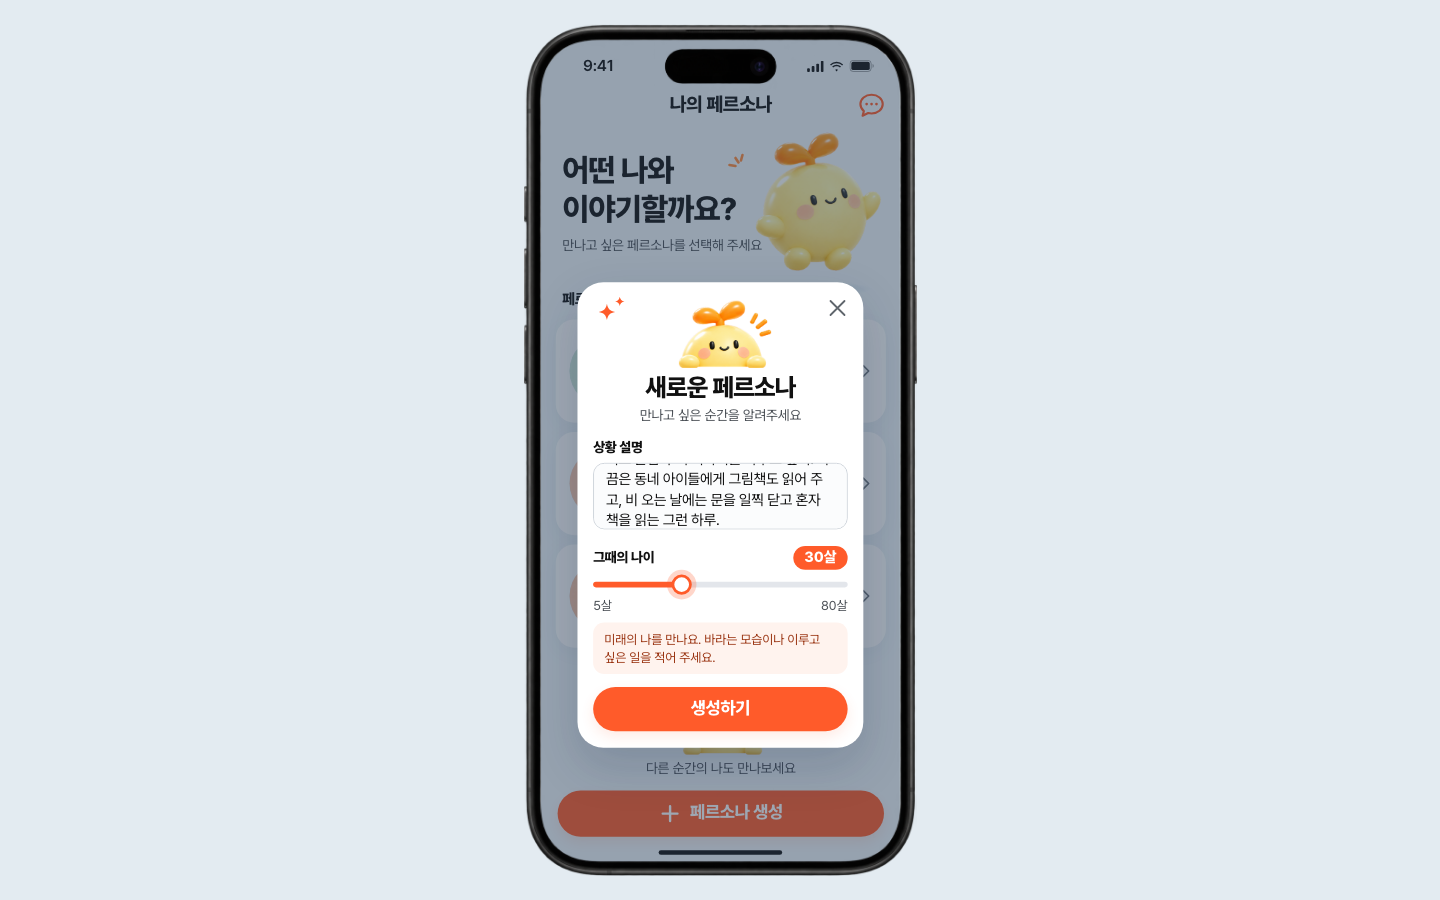 9:41
나의 페르소나
어떤 나와
이야기할까요?
만나고 싶은 페르소나를 선택해 주세요
새로운 페르소나
만나고 싶은 순간을 알려주세요
상황 설명
끔은 동네 아이들에게 그림책도 읽어 주
고, 비 오는 날에는 문을 일찍 닫고 혼자
책을 읽는 그런 하루.
그때의 나이
30살
5살
80살
미래의 나를 만나요. 바라는 모습이나 이루고
싶은 일을 적어 주세요.
생성하기
다른 순간의 나도 만나보세요
페르소나 생성